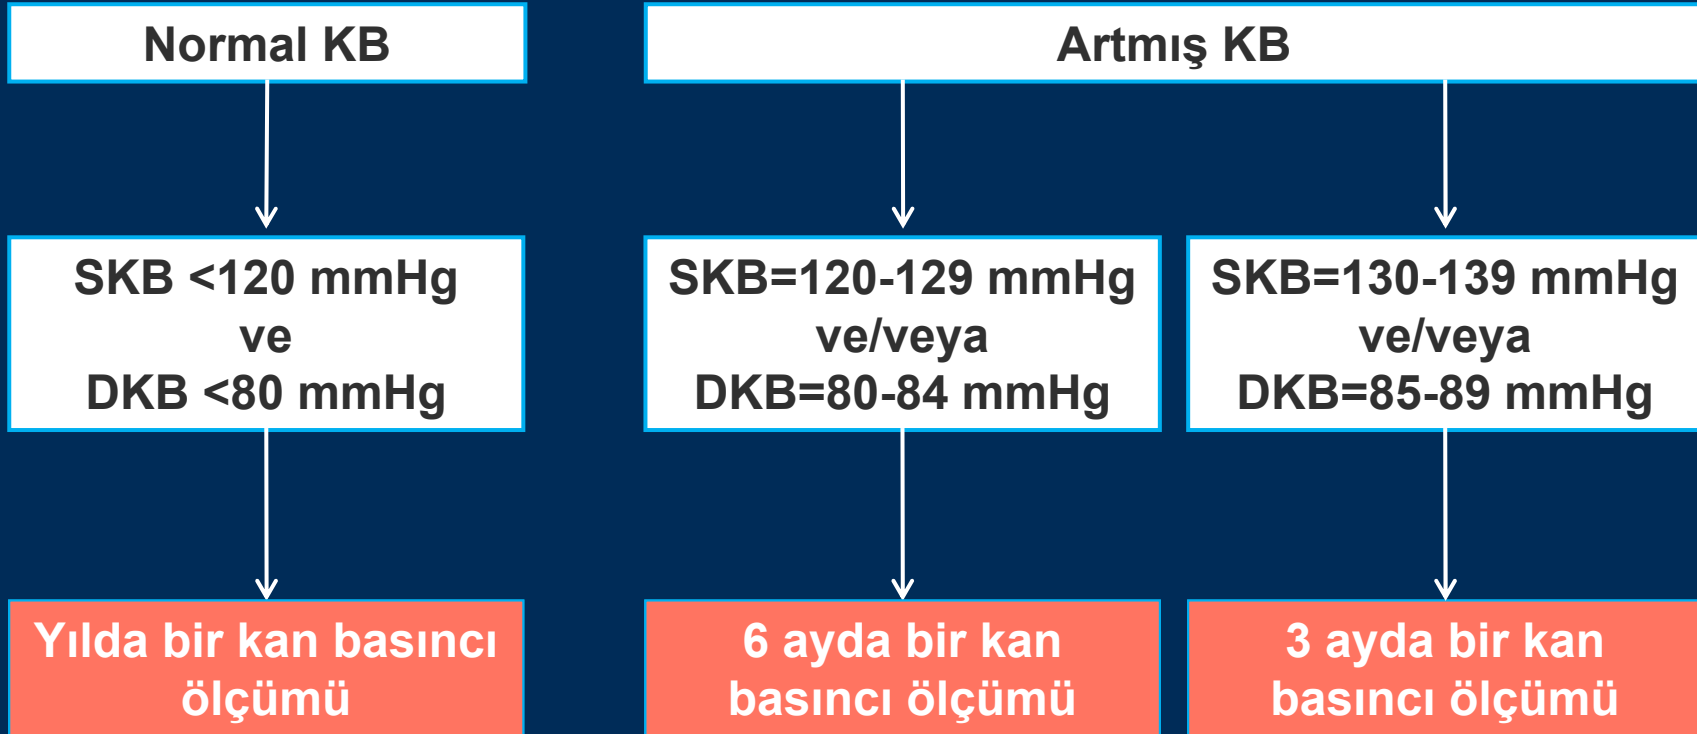 Normal KB
Artmış KB
SKB <120 mmHg
ve
DKB <80 mmHg
SKB=120-129 mmHg
ve/veya
DKB=80-84 mmHg
SKB=130-139 mmHg
ve/veya
DKB=85-89 mmHg
Yılda bir kan basıncı
ölçümü
6 ayda bir kan
basıncı ölçümü
3 ayda bir kan
basıncı ölçümü